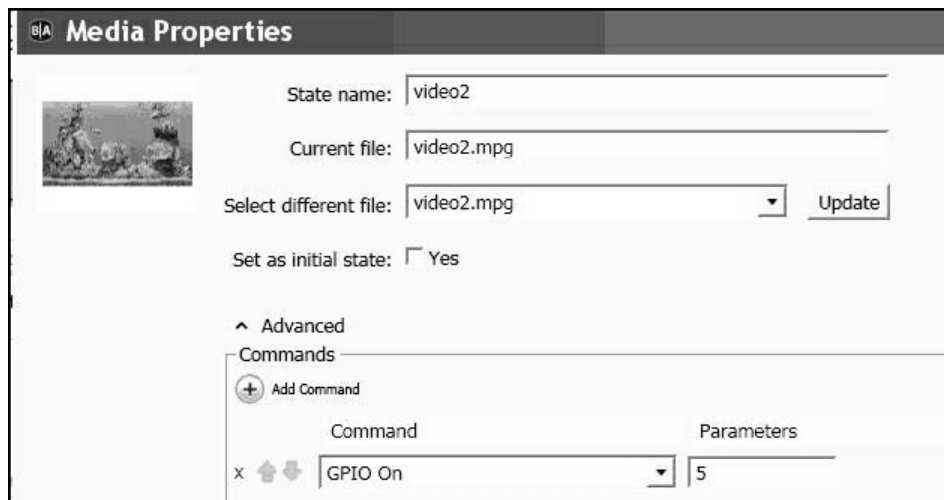 B|A Media Properties
State name: video2
Current file: video2.mpg
Select different file: video2.mpg Update
Set as initial state: Yes
Advanced
Commands
+ Add Command
Command Parameters
x GPIO On 5